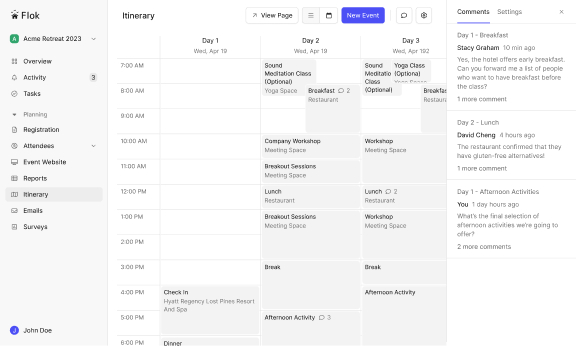 Flok
Itinerary
View Page
New Event
Comments
Settings
Acme Retreat 2023
Overview
Activity
3
Tasks
Planning
Registration
Attendees
Event Website
Reports
Itinerary
Emails
Surveys
John Doe
Day 1
Wed, Apr 19
Day 2
Wed, Apr 19
Day 3
Wed, Apr 192
7:00 AM
8:00 AM
9:00 AM
10:00 AM
11:00 AM
12:00 PM
1:00 PM
2:00 PM
3:00 PM
4:00 PM
5:00 PM
6:00 PM
Check In
Hyatt Regency Lost Pines Resort
And Spa
Dinner
Sound
Meditation Class
(Optional)
Yoga Space
Breakfast
2
Restaurant
Company Workshop
Meeting Space
Breakout Sessions
Meeting Space
Lunch
Restaurant
Breakout Sessions
Meeting Space
Break
Afternoon Activity
3
Sound
Meditatio
Class
(Optional)
Yoga Class
(Optional)
Yoga Space
Breakfas
Restaurar
Workshop
Meeting Space
Lunch
2
Restaurant
Workshop
Meeting Space
Break
Afternoon Activity
Day 1 - Breakfast
Stacy Graham 10 min ago
Yes, the hotel offers early breakfast.
Can you forward me a list of people
who want to have breakfast before
the class?
1 more comment
Day 2 - Lunch
David Cheng 4 hours ago
The restaurant confirmed that they
have gluten-free alternatives!
1 more comment
Day 1 - Afternoon Activities
You 1 day hours ago
What's the final selection of
afternoon activities we're going to
offer?
2 more comments